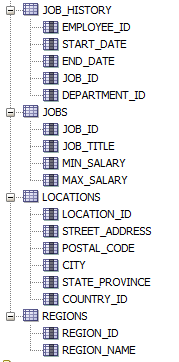 JOB_HISTORY
EMPLOYEE_ID
START_DATE
END_DATE
JOB_ID
DEPARTMENT_ID
JOBS
JOB_ID
JOB_TITLE
MIN_SALARY
MAX_SALARY
LOCATIONS
LOCATION_ID
STREET_ADDRESS
POSTAL_CODE
CITY
STATE_PROVINCE
COUNTRY_ID
REGIONS
REGION_ID
REGION_NAME